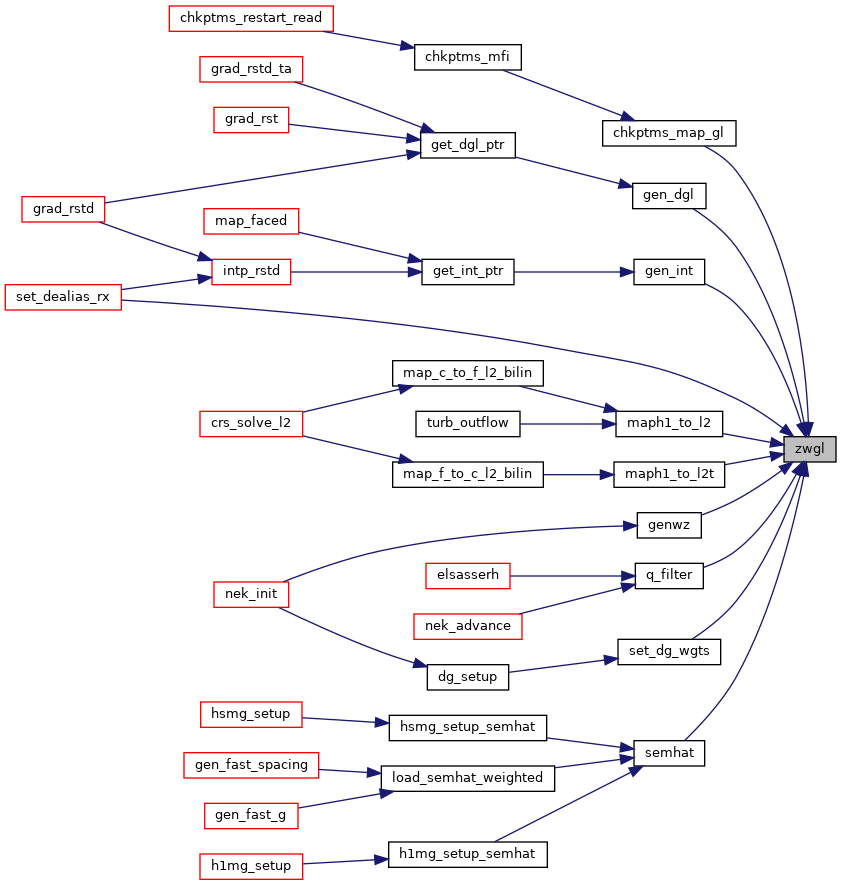 chkptms_restart_read
chkptms_mfi
grad_rstd_ta
grad_rst
chkptms_map_gl
get_dgl_ptr
gen_dgl
grad_rstd
map_faced
intp_rstd
get_int_ptr
gen_int
set_dealias_rx
map_c_to_f_l2_bilin
crs_solve_l2
turb_outflow
maph1_to_l2
zwgl
map_f_to_c_l2_bilin
maph1_to_l2t
genwz
elsasserh
q_filter
nek_init
nek_advance
set_dg_wgts
dg_setup
hsmg_setup
hsmg_setup_semhat
semhat
gen_fast_spacing
load_semhat_weighted
gen_fast_g
h1mg_setup_semhat
h1mg_setup